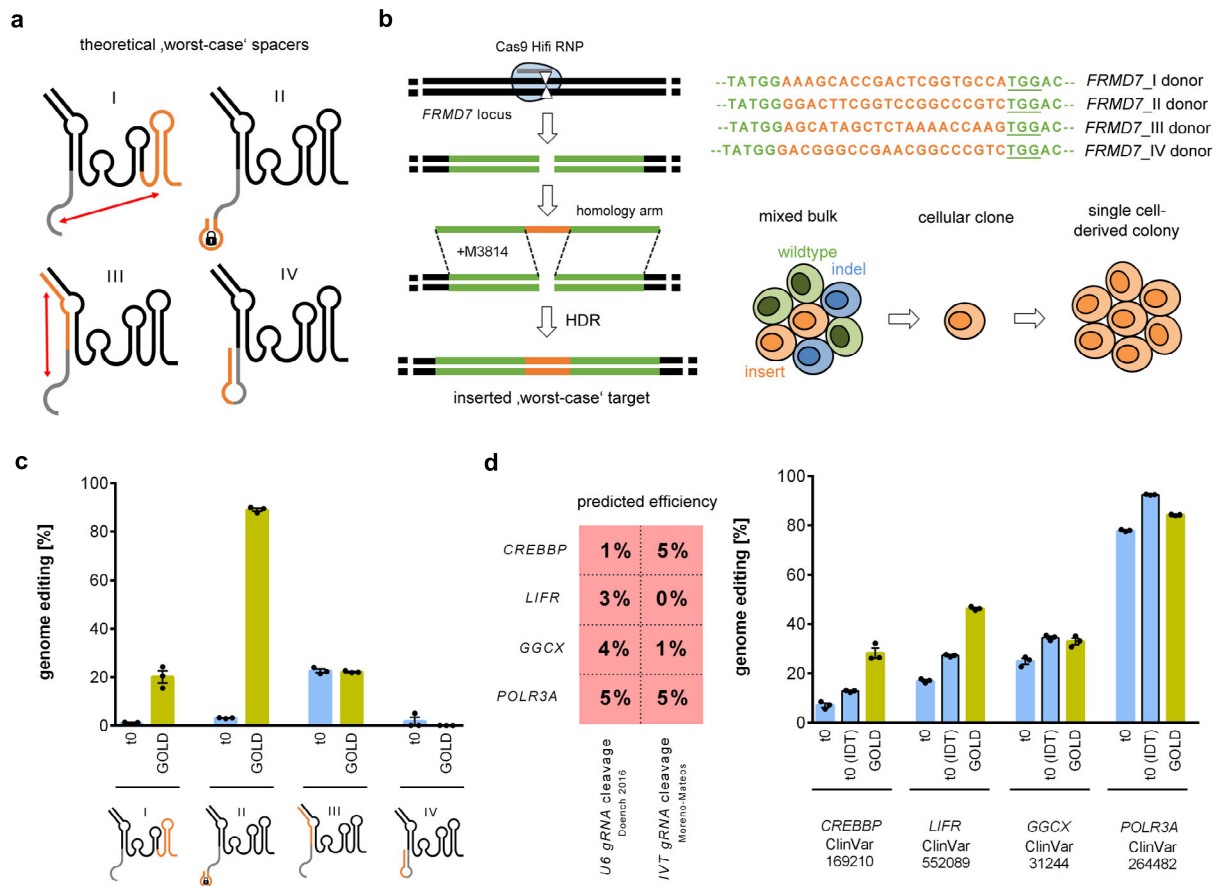 a
theoretical ‚worst-case‘ spacers
I
II
III
IV
b
Cas9 Hifi RNP
FRMD7 locus
homology arm
+M3814
HDR
inserted ‚worst-case‘ target
--TATGGAAAGCACCGACTCGGTGCCATGGAC-- FRMD7_I donor
--TATGGGGACTTCGGTCCGGCCCGTCTGGAC-- FRMD7_II donor
--TATGGAGCATAGCTCTAAAACCAAGTGGAC-- FRMD7_III donor
--TATGGGACGGGCCGAACGGCCCGTCTGGAC-- FRMD7_IV donor
mixed bulk
cellular clone
single cell-
derived colony
wildtype
indel
insert
c
genome editing [%]
100
80
60
40
20
0
t0
GOLD
t0
GOLD
t0
GOLD
t0
GOLD
I
II
III
IV
d
predicted efficiency
CREBBP 1% 5%
LIFR 3% 0%
GGCX 4% 1%
POLR3A 5% 5%
U6 gRNA cleavage
Doench 2016
IVT gRNA cleavage
Moreno-Mateos
genome editing [%]
100
80
60
40
20
0
t0
t0 (IDT)
GOLD
t0
t0 (IDT)
GOLD
t0
t0 (IDT)
GOLD
t0
t0 (IDT)
GOLD
CREBBP
ClinVar
169210
LIFR
ClinVar
552089
GGCX
ClinVar
31244
POLR3A
ClinVar
264482